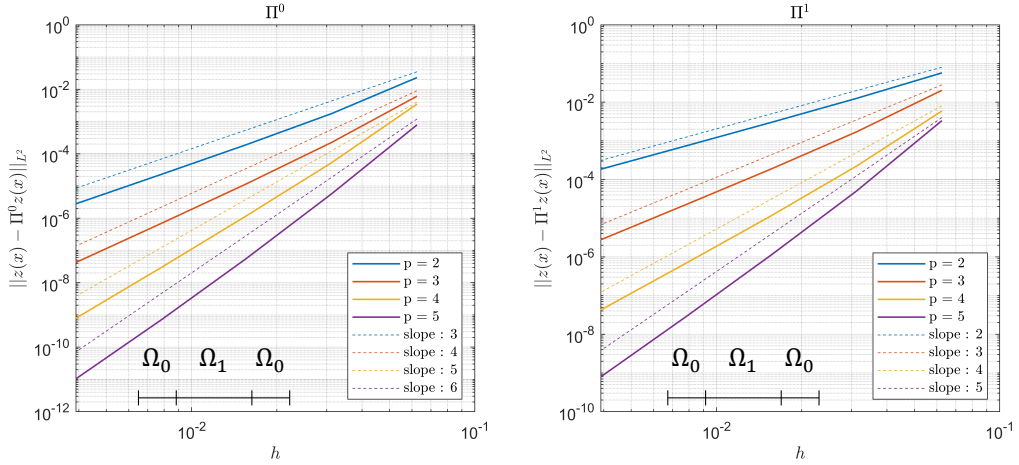 Π⁰
10⁰
10⁻²
10⁻⁴
10⁻⁶
10⁻⁸
10⁻¹⁰
10⁻¹²
||z(x) − Π⁰z(x)||_{L²}
p = 2
p = 3
p = 4
p = 5
slope : 3
slope : 4
slope : 5
slope : 6
Ω₀ Ω₁ Ω₀
10⁻² 10⁻¹
h
Π¹
10⁰
10⁻²
10⁻⁴
10⁻⁶
10⁻⁸
10⁻¹⁰
||z(x) − Π¹z(x)||_{L²}
p = 2
p = 3
p = 4
p = 5
slope : 2
slope : 3
slope : 4
slope : 5
Ω₀ Ω₁ Ω₀
10⁻² 10⁻¹
h